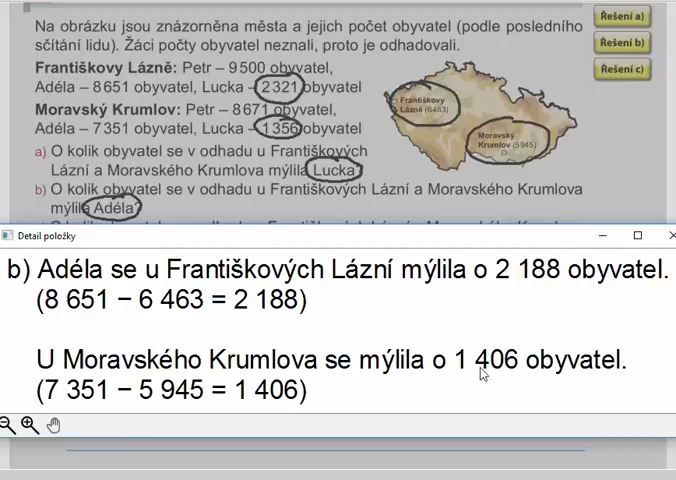 Na obrázku jsou znázorněna města a jejich počet obyvatel (podle posledního
sčítání lidu). Žáci počty obyvatel neznali, proto je odhadovali.
Františkovy Lázně: Petr – 9 500 obyvatel,
Adéla – 8 651 obyvatel, Lucka – 2 321 obyvatel
Moravský Krumlov: Petr – 8 671 obyvatel,
Adéla – 7 351 obyvatel, Lucka – 1 356 obyvatel
a) O kolik obyvatel se v odhadu u Františkových
Lázní a Moravského Krumlova mýlila Lucka?
b) O kolik obyvatel se v odhadu u Františkových Lázní a Moravského Krumlova
mýlila Adéla?
Řešení a)
Řešení b)
Řešení c)
Františkovy
Lázně (6463)
Moravský
Krumlov (5945)
Detail položky
b) Adéla se u Františkových Lázní mýlila o 2 188 obyvatel.
(8 651 − 6 463 = 2 188)
U Moravského Krumlova se mýlila o 1 406 obyvatel.
(7 351 − 5 945 = 1 406)